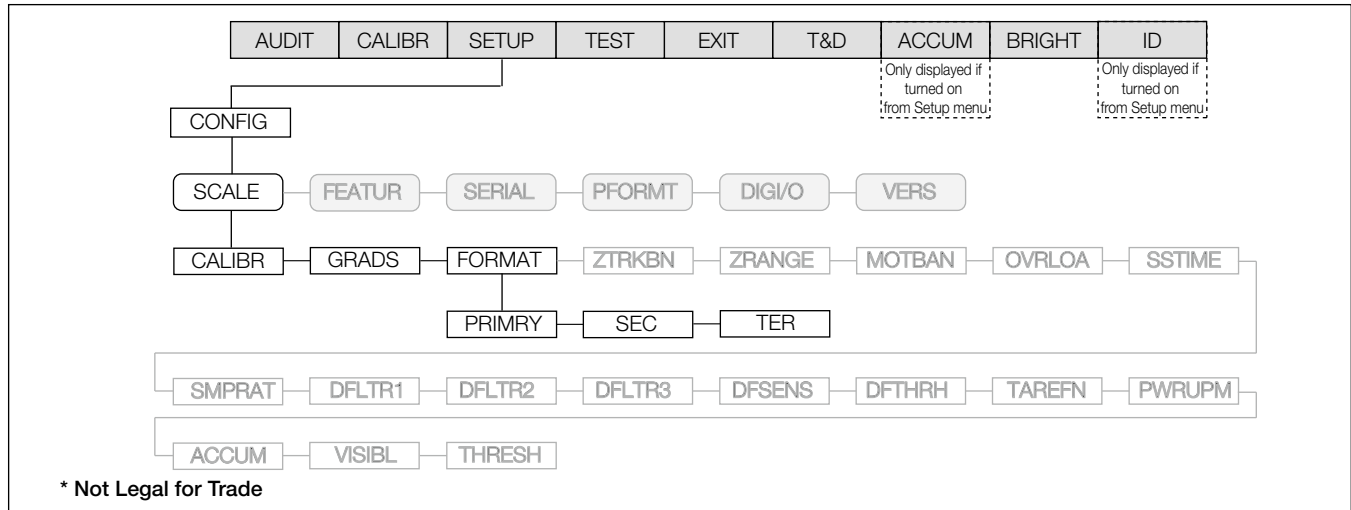 AUDIT CALIBR SETUP TEST EXIT T&D ACCUM BRIGHT ID
Only displayed if Only displayed if
turned on turned on
from Setup menu from Setup menu
CONFIG
SCALE FEATUR SERIAL PFORMT DIGI/O VERS
CALIBR GRADS FORMAT ZTRKBN ZRANGE MOTBAN OVRLOA SSTIME
PRIMRY SEC TER
SMPRAT DFLTR1 DFLTR2 DFLTR3 DFSENS DFTHRH TAREFN PWRUPM
ACCUM VISIBL THRESH
* Not Legal for Trade